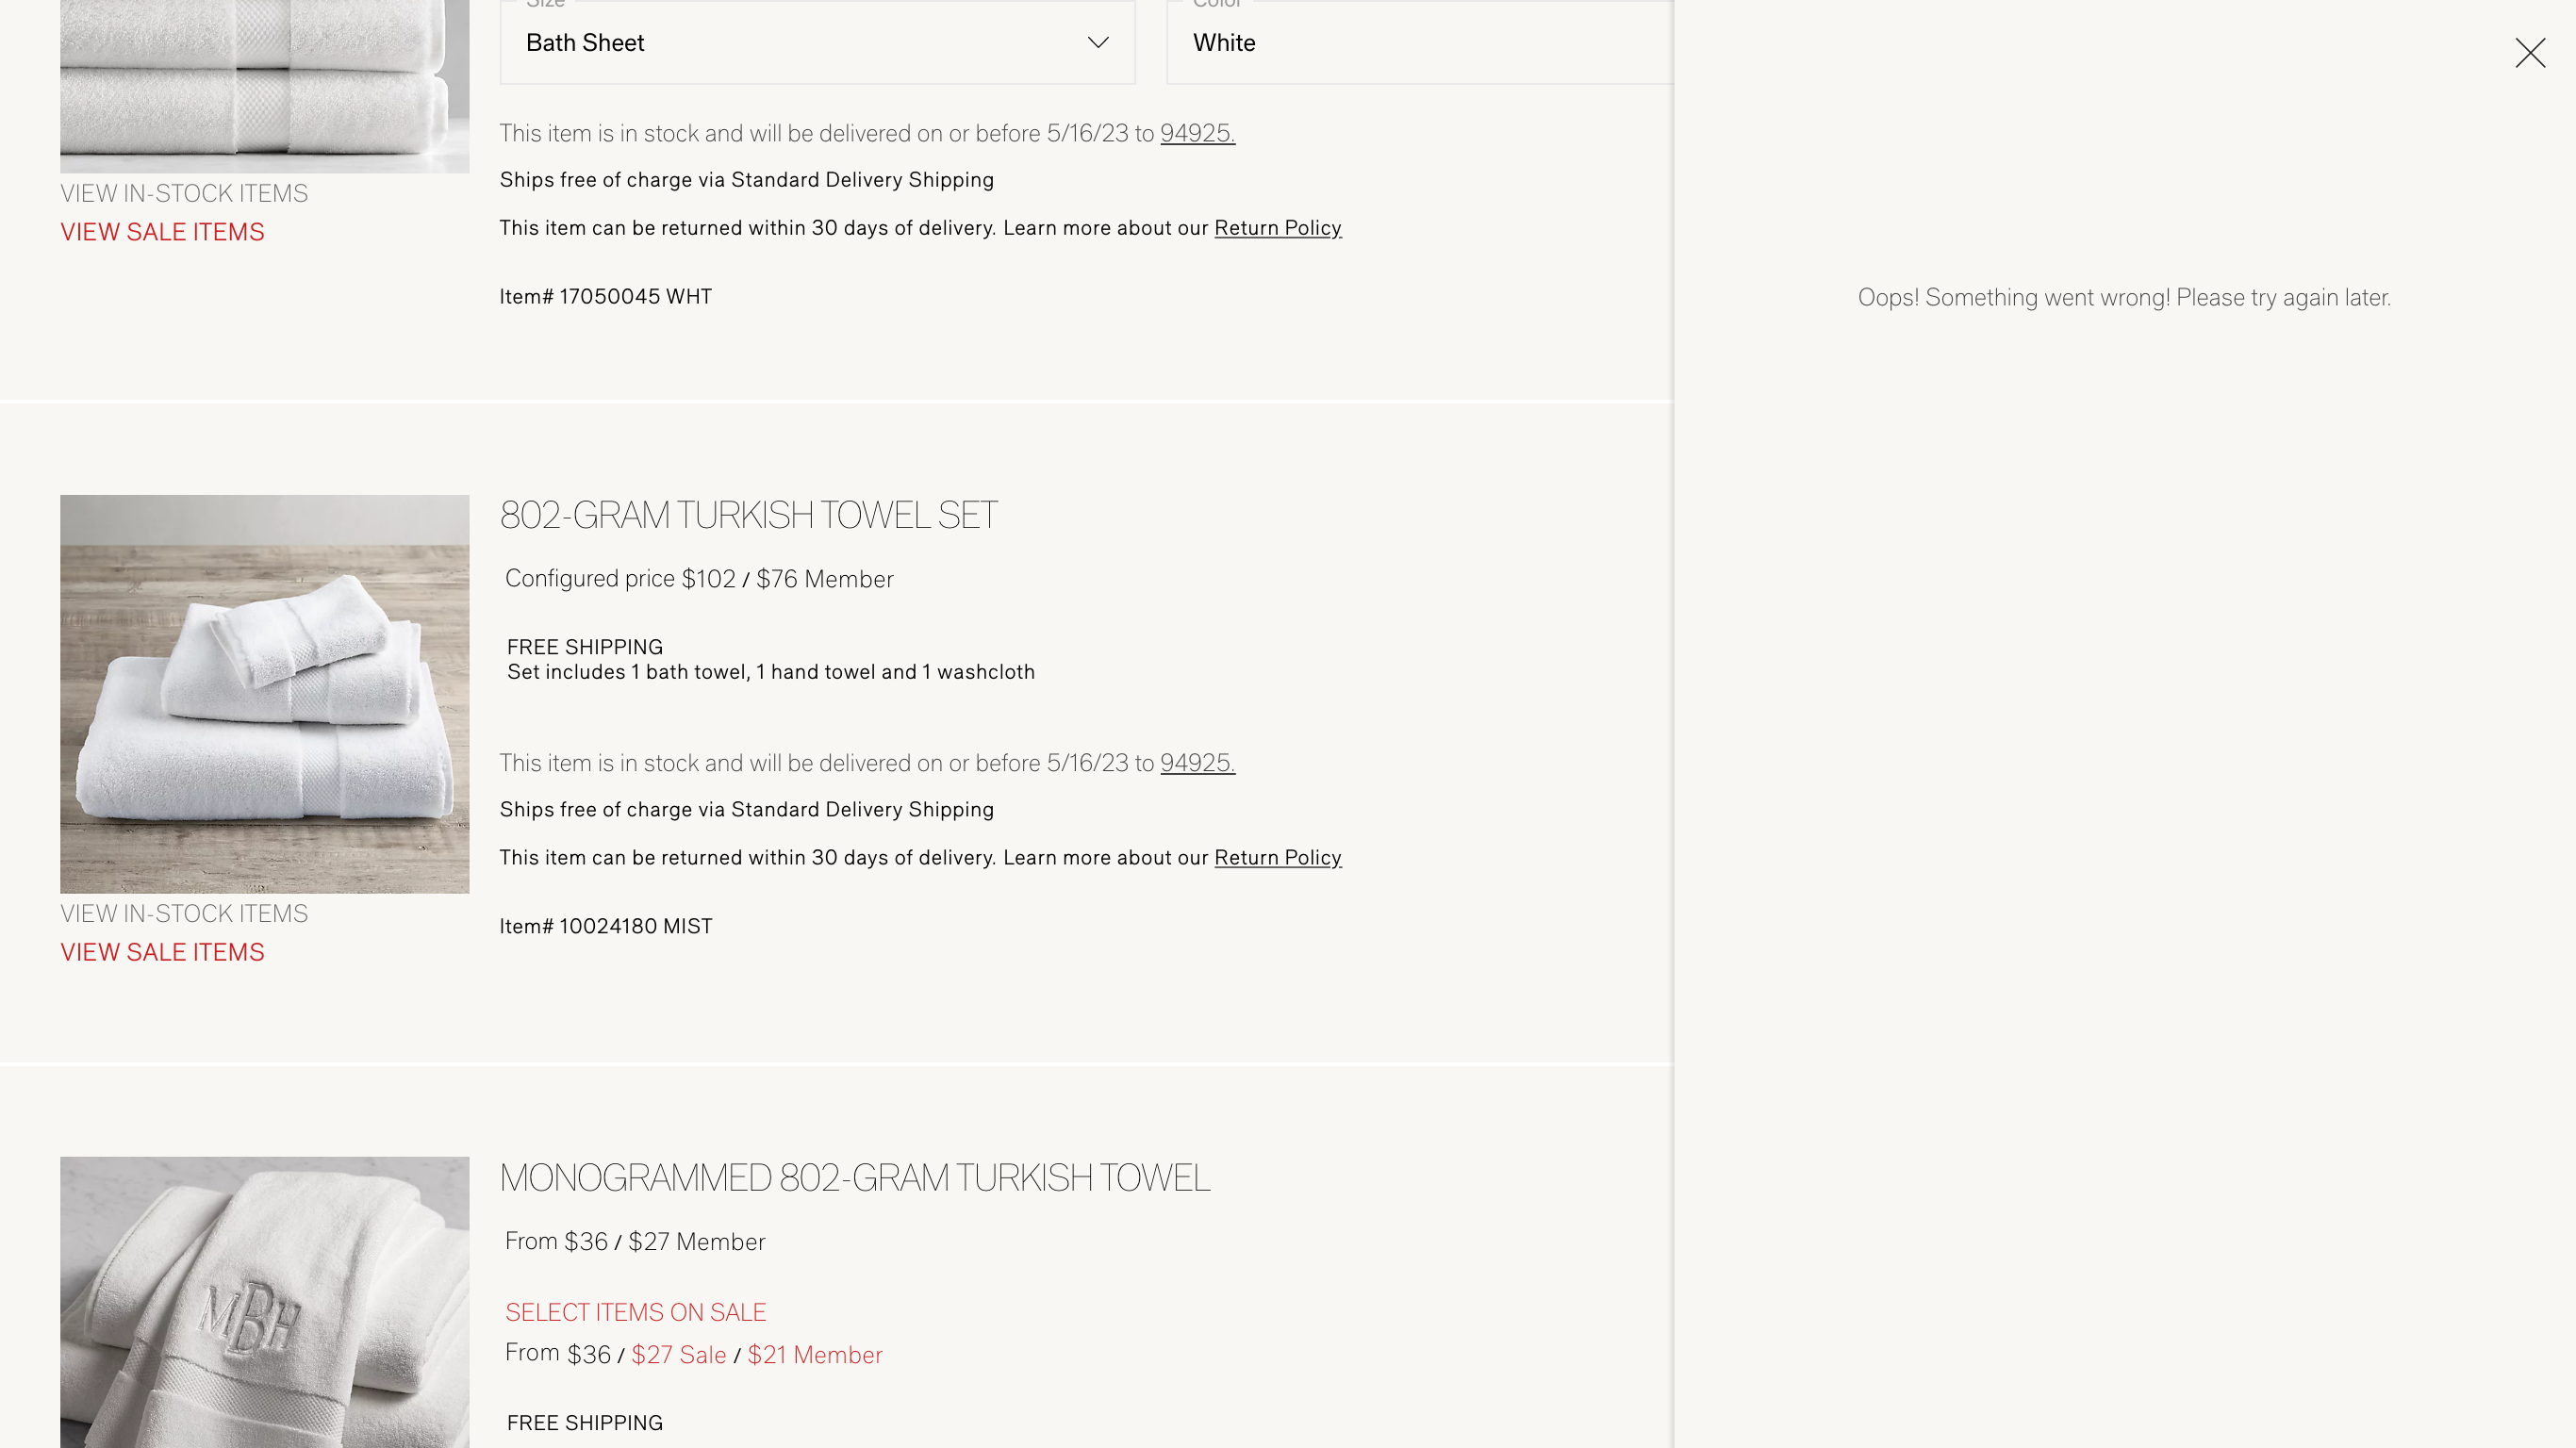 Size
Bath Sheet
Color
White
This item is in stock and will be delivered on or before 5/16/23 to 94925.
Ships free of charge via Standard Delivery Shipping
This item can be returned within 30 days of delivery. Learn more about our Return Policy
Item# 17050045 WHT
VIEW IN-STOCK ITEMS
VIEW SALE ITEMS
Oops! Something went wrong! Please try again later.
802-GRAM TURKISH TOWEL SET
Configured price $102 / $76 Member
FREE SHIPPING
Set includes 1 bath towel, 1 hand towel and 1 washcloth
This item is in stock and will be delivered on or before 5/16/23 to 94925.
Ships free of charge via Standard Delivery Shipping
This item can be returned within 30 days of delivery. Learn more about our Return Policy
Item# 10024180 MIST
VIEW IN-STOCK ITEMS
VIEW SALE ITEMS
MONOGRAMMED 802-GRAM TURKISH TOWEL
From $36 / $27 Member
SELECT ITEMS ON SALE
From $36 / $27 Sale / $21 Member
FREE SHIPPING
MBH